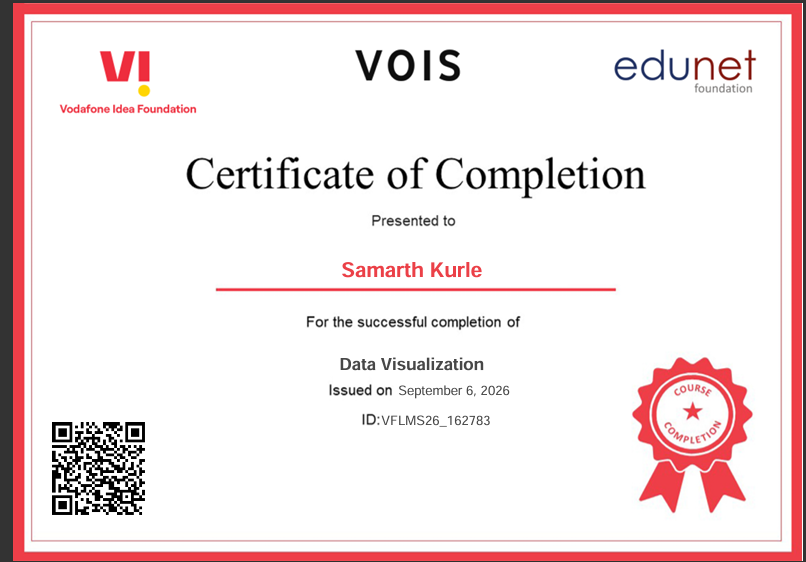 VI
Vodafone Idea Foundation
VOIS
edunet
foundation
Certificate of Completion
Presented to
Samarth Kurle
For the successful completion of
Data Visualization
Issued on September 6, 2026
ID:VFLMS26_162783
COURSE
COMPLETION